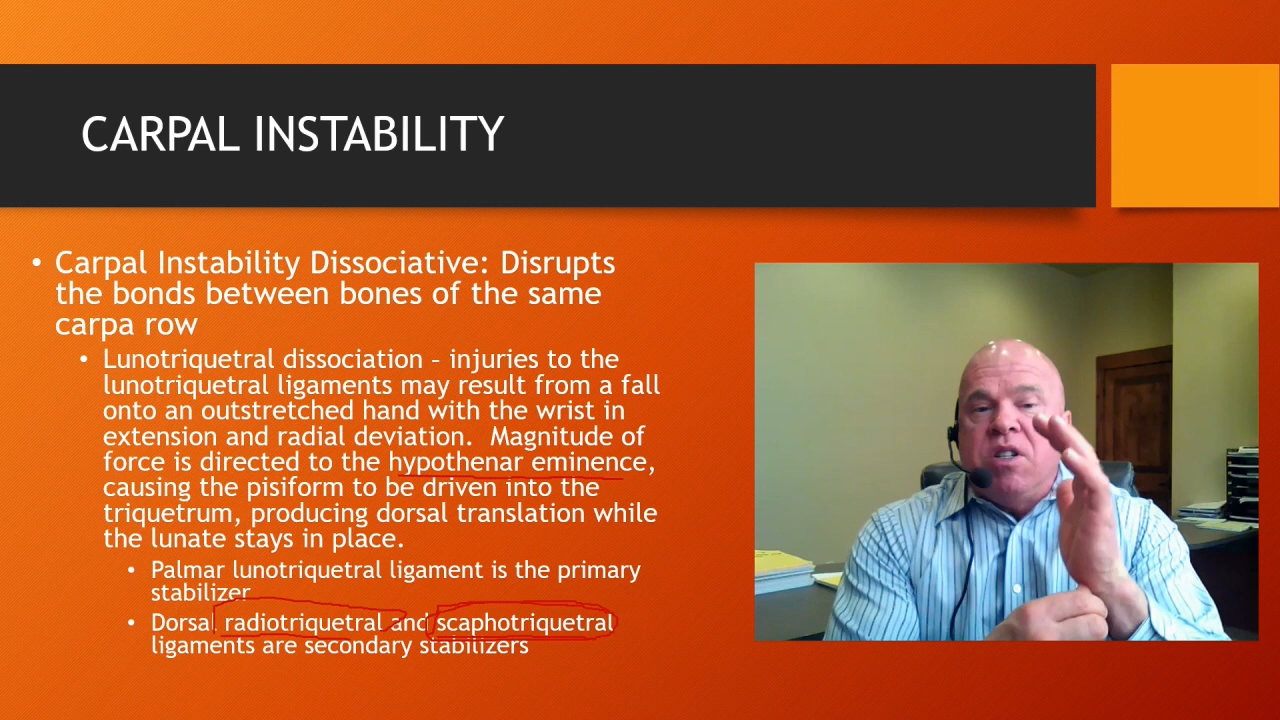 CARPAL INSTABILITY
• Carpal Instability Dissociative: Disrupts
the bonds between bones of the same
carpa row
• Lunotriquetral dissociation – injuries to the
lunotriquetral ligaments may result from a fall
onto an outstretched hand with the wrist in
extension and radial deviation. Magnitude of
force is directed to the hypothenar eminence,
causing the pisiform to be driven into the
triquetrum, producing dorsal translation while
the lunate stays in place.
• Palmar lunotriquetral ligament is the primary
stabilizer
• Dorsal radiotriquetral and scaphotriquetral
ligaments are secondary stabilizers